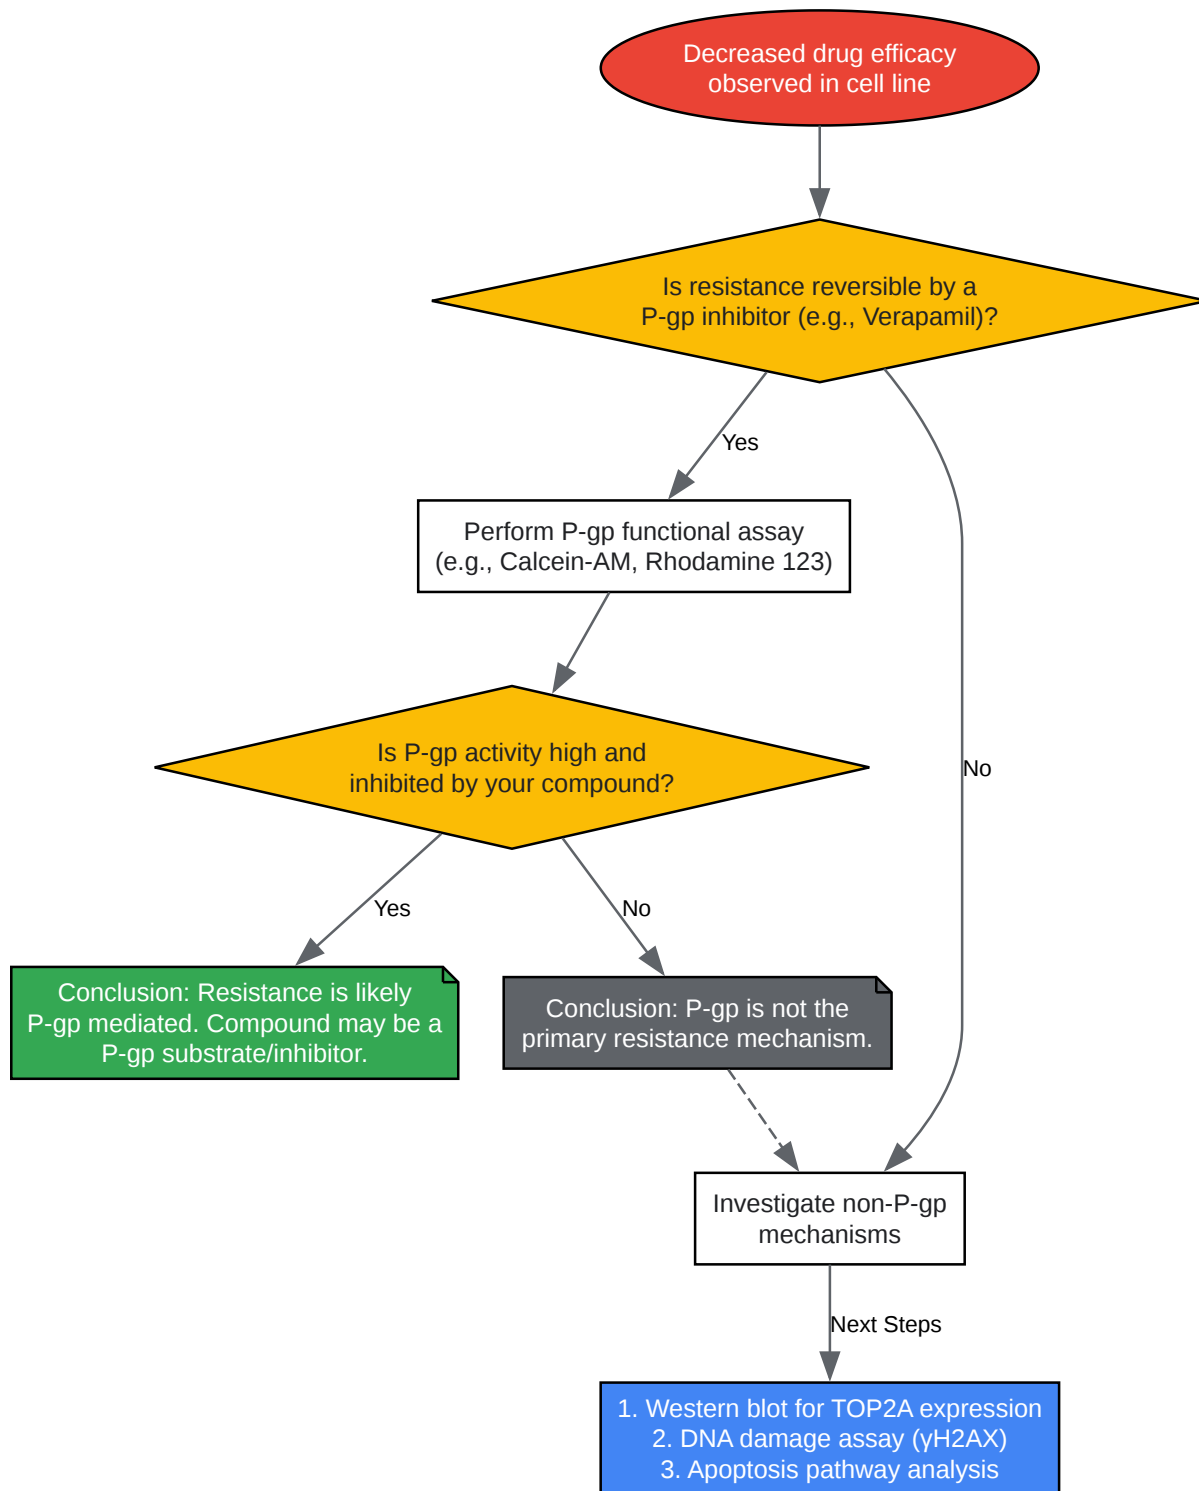 Decreased drug efficacy
observed in cell line
Is resistance reversible by a
P-gp inhibitor (e.g., Verapamil)?
Yes
Perform P-gp functional assay
(e.g., Calcein-AM, Rhodamine 123)
Is P-gp activity high and
inhibited by your compound?
No
Yes
No
Conclusion: Resistance is likely
P-gp mediated. Compound may be a
P-gp substrate/inhibitor.
Conclusion: P-gp is not the
primary resistance mechanism.
Investigate non-P-gp
mechanisms
Next Steps
1. Western blot for TOP2A expression
2. DNA damage assay (γH2AX)
3. Apoptosis pathway analysis